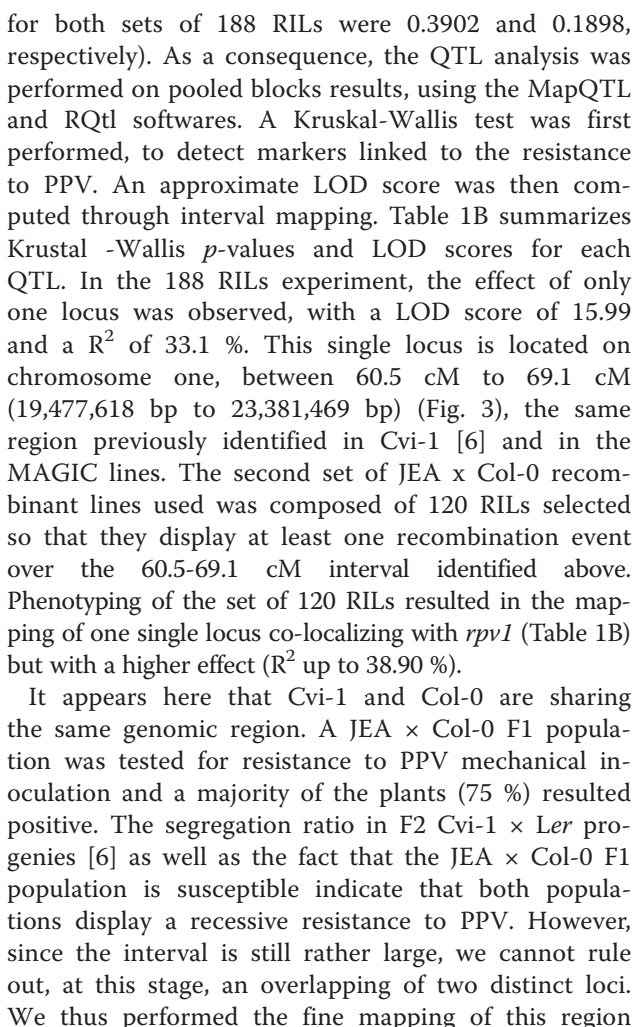 for both sets of 188 RILs were 0.3902 and 0.1898,
respectively). As a consequence, the QTL analysis was
performed on pooled blocks results, using the MapQTL
and RQtl softwares. A Kruskal-Wallis test was first
performed, to detect markers linked to the resistance
to PPV. An approximate LOD score was then com-
puted through interval mapping. Table 1B summarizes
Krustal -Wallis p-values and LOD scores for each
QTL. In the 188 RILs experiment, the effect of only
one locus was observed, with a LOD score of 15.99
and a R² of 33.1 %. This single locus is located on
chromosome one, between 60.5 cM to 69.1 cM
(19,477,618 bp to 23,381,469 bp) (Fig. 3), the same
region previously identified in Cvi-1 [6] and in the
MAGIC lines. The second set of JEA x Col-0 recom-
binant lines used was composed of 120 RILs selected
so that they display at least one recombination event
over the 60.5-69.1 cM interval identified above.
Phenotyping of the set of 120 RILs resulted in the map-
ping of one single locus co-localizing with rpv1 (Table 1B)
but with a higher effect (R² up to 38.90 %).
It appears here that Cvi-1 and Col-0 are sharing
the same genomic region. A JEA × Col-0 F1 popula-
tion was tested for resistance to PPV mechanical in-
oculation and a majority of the plants (75 %) resulted
positive. The segregation ratio in F2 Cvi-1 × Ler pro-
genies [6] as well as the fact that the JEA × Col-0 F1
population is susceptible indicate that both popula-
tions display a recessive resistance to PPV. However,
since the interval is still rather large, we cannot rule
out, at this stage, an overlapping of two distinct loci.
We thus performed the fine mapping of this region